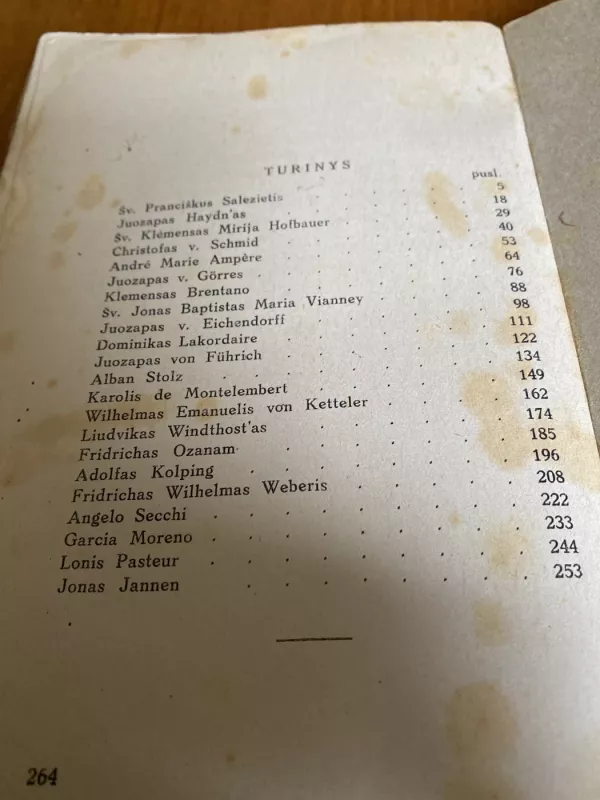 TURINYS
pusl.
Šv. Pranciškus Salezietis 5
Juozapas Haydn'as 18
Šv. Klemensas Mirija Hofbauer 29
Christofas v. Schmid 40
André Marie Ampêre 53
Juozapas v. Görres 64
Klemensas Brentano 76
Šv. Jonas Baptistas Maria Vianney 88
Juozapas v. Eichendorff 98
Dominikas Lakordaire 111
Juozapas von Führich 122
Alban Stolz 134
Karolis de Montelembert 149
Wilhelmas Emanuelis von Ketteler 162
Liudvikas Windthost'as 174
Fridrichas Ozanam 185
Adolfas Kolping 196
Fridrichas Wilhelmas Weberis 208
Angelo Secchi 222
Garcia Moreno 233
Lonis Pasteur 244
Jonas Jannen 253
264